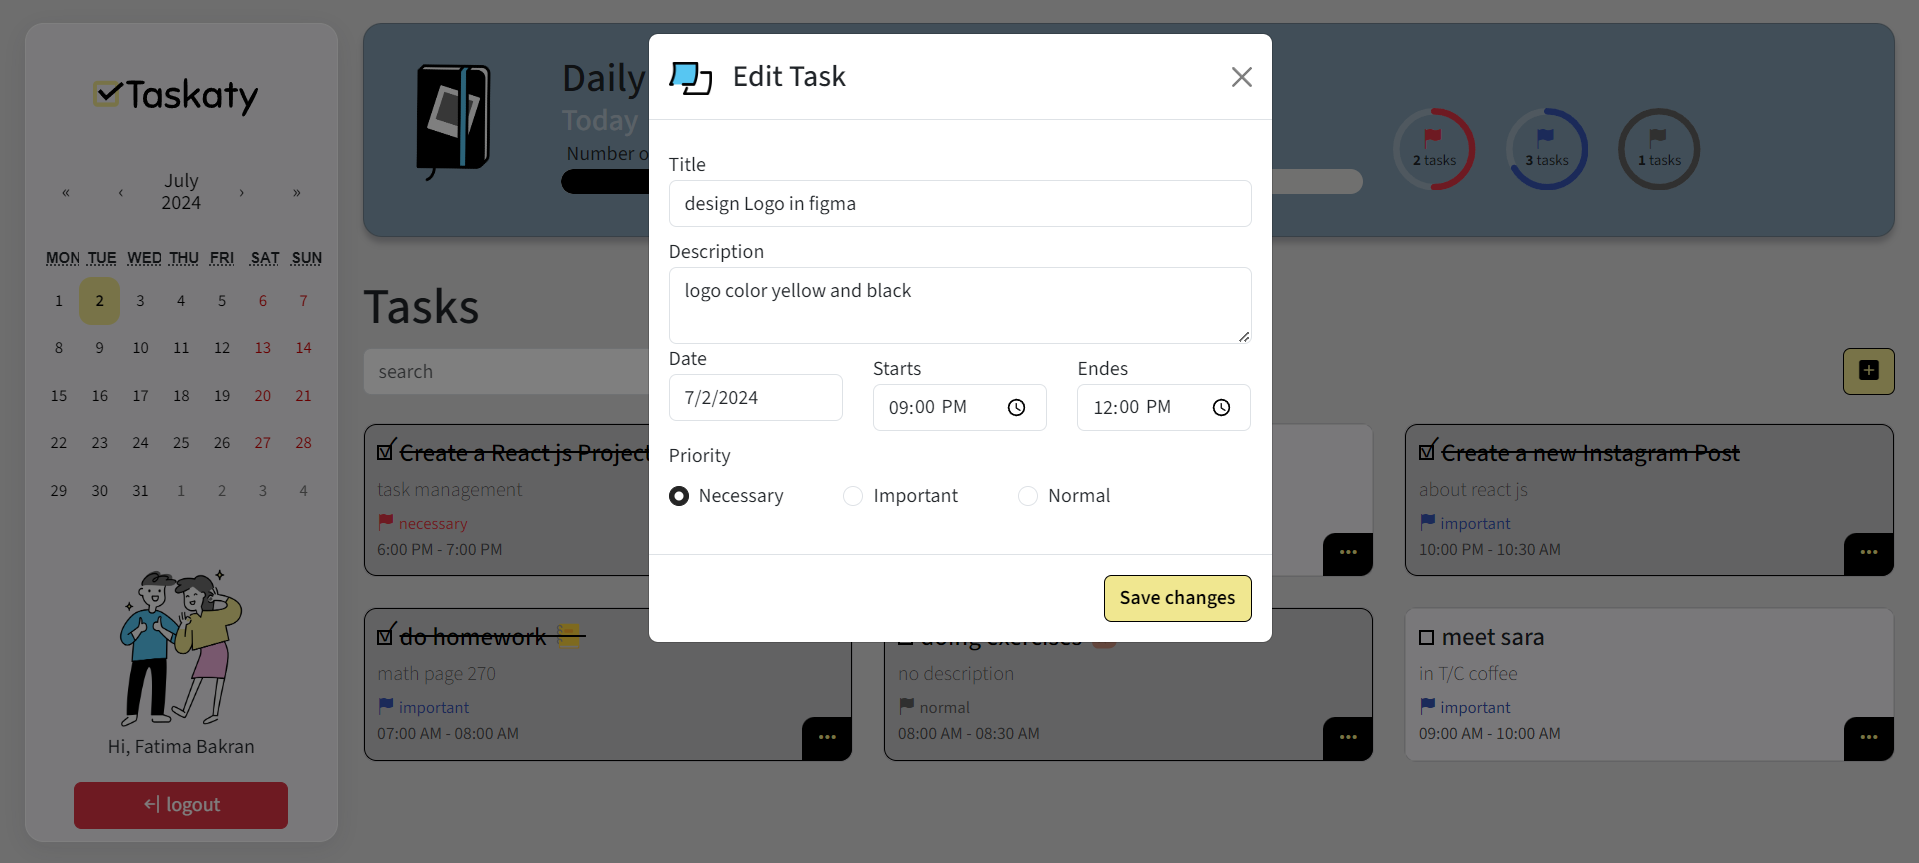 Taskaty
«
‹
July
2024
›
»
MON TUE WED THU FRI SAT SUN
1 2 3 4 5 6 7
8 9 10 11 12 13 14
15 16 17 18 19 20 21
22 23 24 25 26 27 28
29 30 31 1 2 3 4
Hi, Fatima Bakran
logout
Daily
Today
Number o
2 tasks
3 tasks
1 tasks
Tasks
search
Create a React js Project
task management
necessary
6:00 PM - 7:00 PM
Create a new Instagram Post
about react js
important
10:00 PM - 10:30 AM
do homework
math page 270
important
07:00 AM - 08:00 AM
doing exercises
no description
normal
08:00 AM - 08:30 AM
meet sara
in T/C coffee
important
09:00 AM - 10:00 AM
Edit Task
Title
design Logo in figma
Description
logo color yellow and black
Date
7/2/2024
Starts
09:00 PM
Endes
12:00 PM
Priority
Necessary
Important
Normal
Save changes